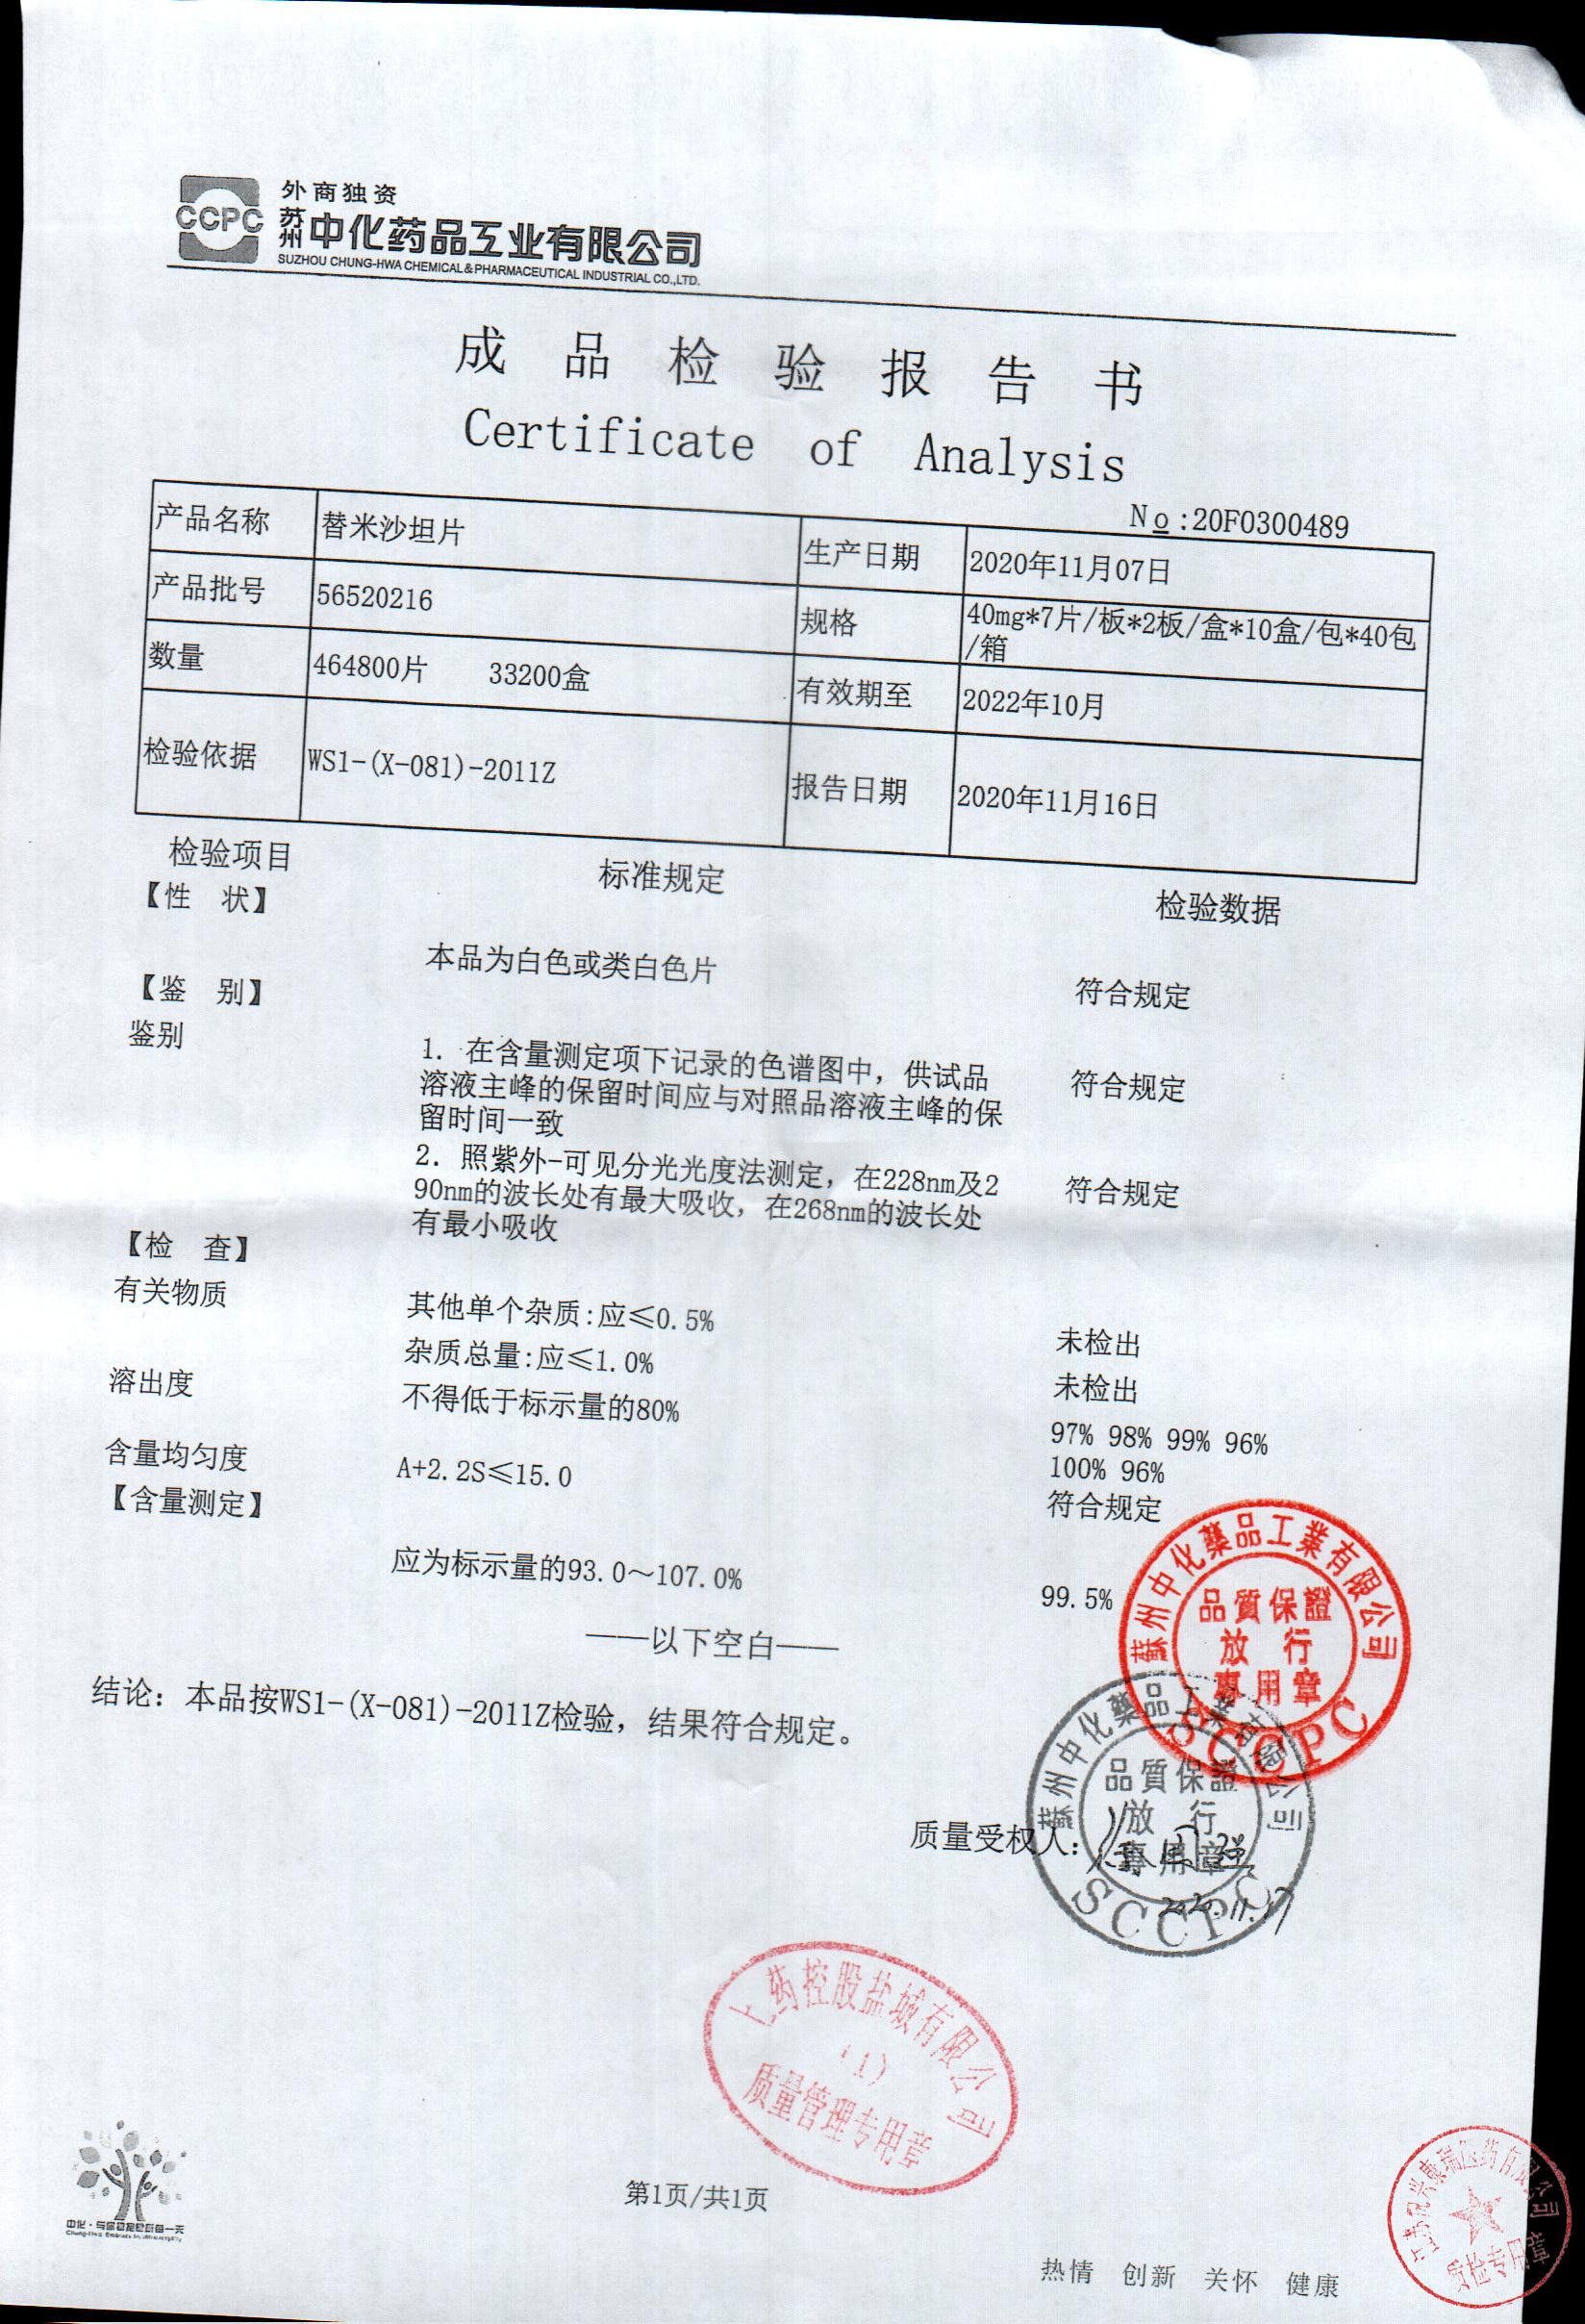 CCPC
外商独资
苏州中化药品工业有限公司
SUZHOU CHUNG-HWA CHEMICAL&PHARMACEUTICAL INDUSTRIAL CO.,LTD.
成品检验报告书
Certificate of Analysis
No:20F0300489
产品名称 替米沙坦片 生产日期 2020年11月07日
产品批号 56520216 规格 40mg*7片/板*2板/盒*10盒/包*40包
/箱
数量 464800片 33200盒 有效期至 2022年10月
检验依据 WS1-(X-081)-2011Z 报告日期 2020年11月16日
检验项目 标准规定 检验数据
【性 状】
本品为白色或类白色片 符合规定
【鉴 别】
鉴别
1. 在含量测定项下记录的色谱图中，供试品 符合规定
溶液主峰的保留时间应与对照品溶液主峰的保
留时间一致
2. 照紫外-可见分光光度法测定，在228nm及2 符合规定
90nm的波长处有最大吸收，在268nm的波长处
有最小吸收
【检 查】
有关物质
其他单个杂质:应≤0.5% 未检出
杂质总量:应≤1.0% 未检出
溶出度 不得低于标示量的80% 97% 98% 99% 96%
100% 96%
含量均匀度 A+2.2S≤15.0 符合规定
【含量测定】
应为标示量的93.0～107.0% 99.5%
——以下空白——
结论：本品按WS1-(X-081)-2011Z检验，结果符合规定。
蘇州中化藥品工業有限公司
品質保證
放行
專用章
SCCPC
蘇州中化藥品工業有限公司
品質保證
放行
專用章
SCCPC
质量受权人：
2020.11.17
上药控股盐城有限公司
(1)
质量管理专用章
中化·与您拥抱健康每一天
第1页/共1页
热情 创新 关怀 健康
质检专用章